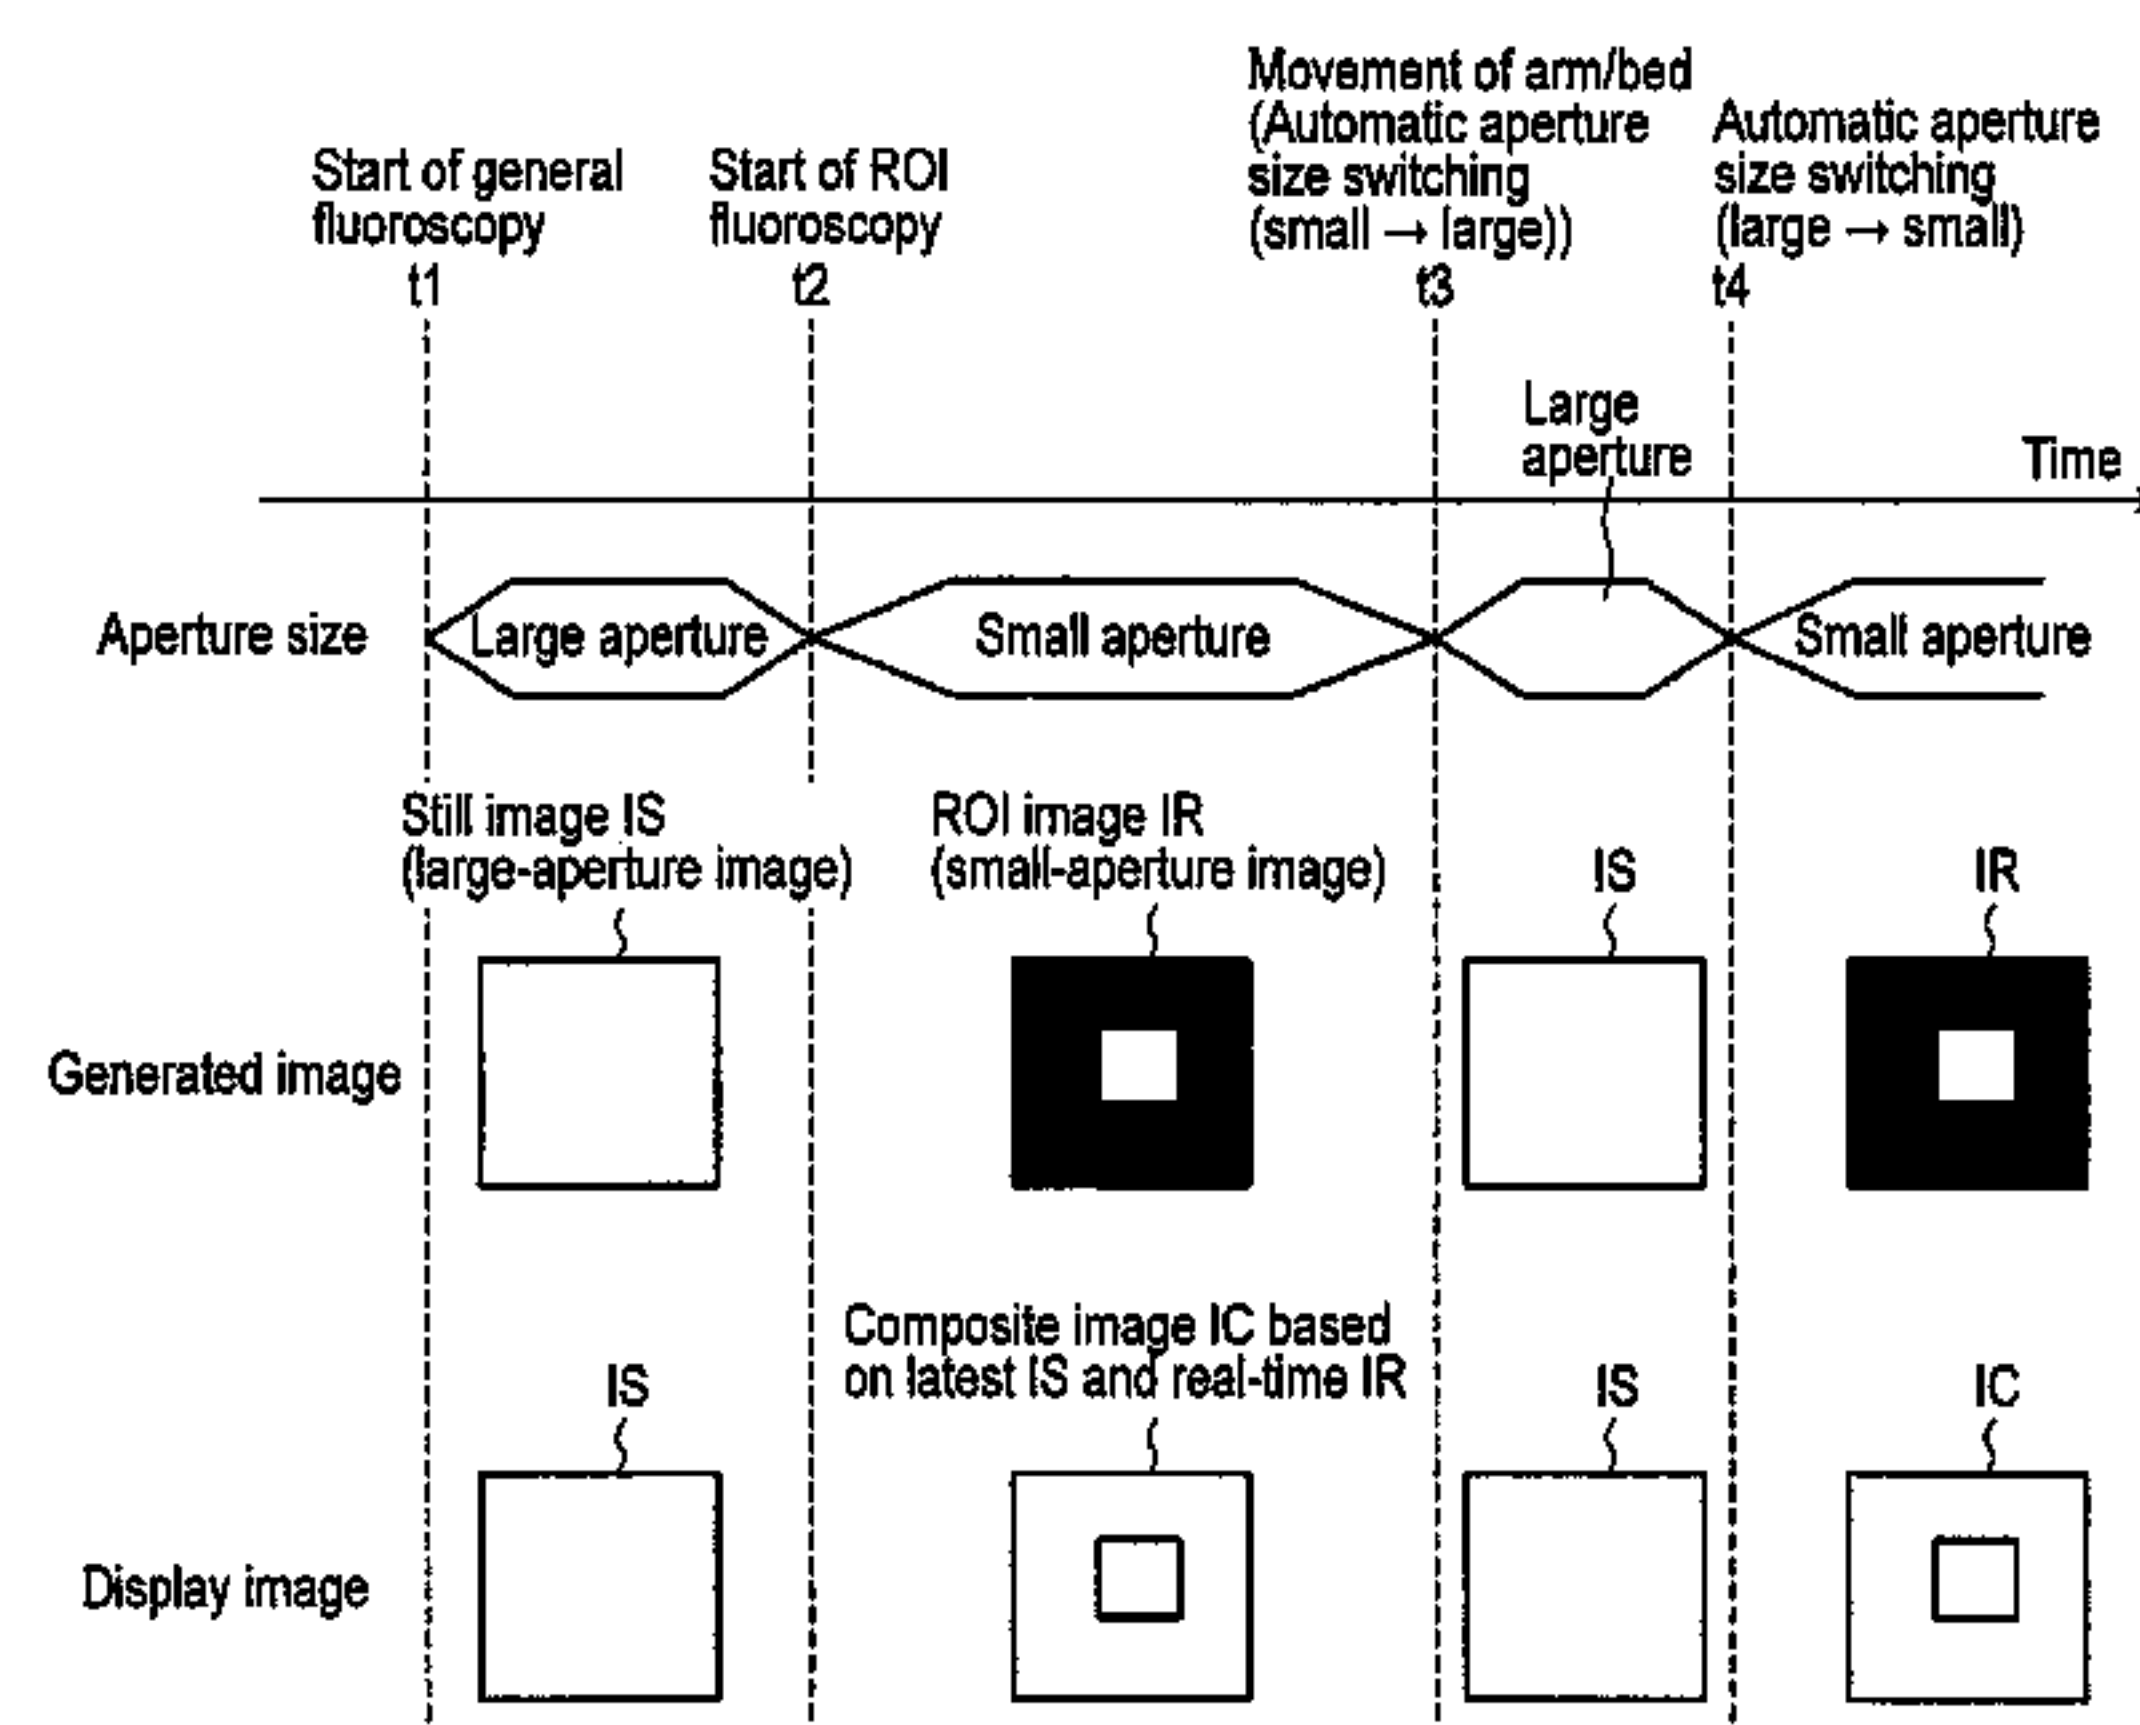 Movement of arm/bed
(Automatic aperture
size switching
(small → large))
t3
Automatic aperture
size switching
(large → small)
t4
Start of general
fluoroscopy
t1
Start of ROI
fluoroscopy
t2
Large
aperture
Time
Aperture size
Large aperture
Small aperture
Small aperture
Still image IS
(large-aperture image)
ROI image IR
(small-aperture image)
IS
IR
Generated image
IS
Composite image IC based
on latest IS and real-time IR
IS
IC
Display image